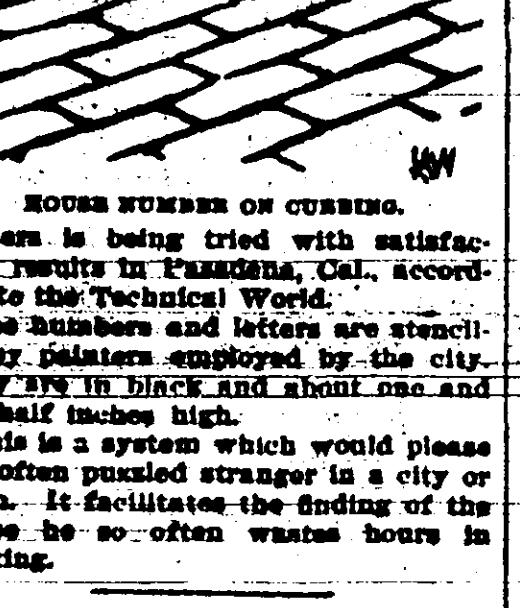 HOUSE NUMBER ON CURBING.
ers is being tried with satisfac-
results in Pasadena, Cal., accord-
to the Technical World.
numbers and letters are stencil-
painters employed by the city.
are in black and about one and
half inches high.
is is a system which would please
often puzzled stranger in a city or
It facilitates the finding of the
he so often wastes hours in
ing.